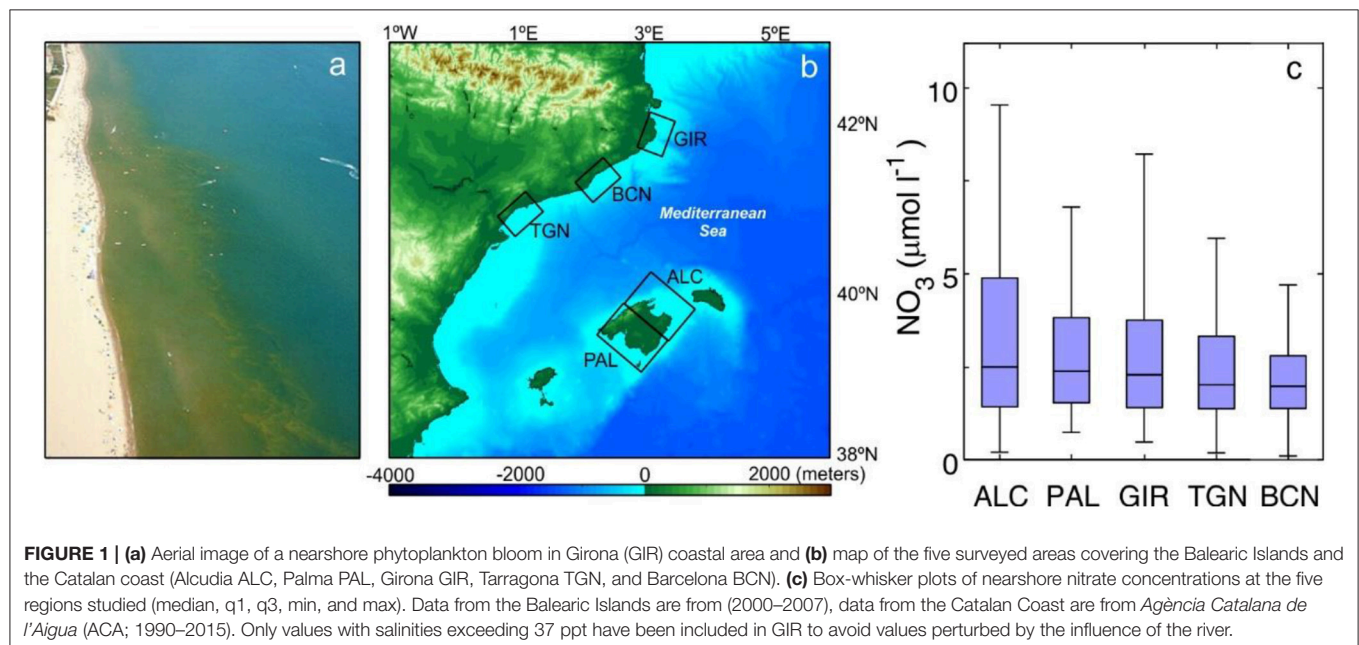 a
1ºW 1ºE 3ºE 5ºE
b
42ºN
GIR
BCN
TGN
Mediterranean
Sea
ALC
40ºN
PAL
38ºN
-4000 -2000 0 2000 (meters)
c
10
5
0
NO3 (μmol l-1 )
ALC PAL GIR TGN BCN
FIGURE 1 | (a) Aerial image of a nearshore phytoplankton bloom in Girona (GIR) coastal area and (b) map of the five surveyed areas covering the Balearic Islands and
the Catalan coast (Alcudia ALC, Palma PAL, Girona GIR, Tarragona TGN, and Barcelona BCN). (c) Box-whisker plots of nearshore nitrate concentrations at the five
regions studied (median, q1, q3, min, and max). Data from the Balearic Islands are from (2000–2007), data from the Catalan Coast are from Agència Catalana de
l'Aigua (ACA; 1990–2015). Only values with salinities exceeding 37 ppt have been included in GIR to avoid values perturbed by the influence of the river.